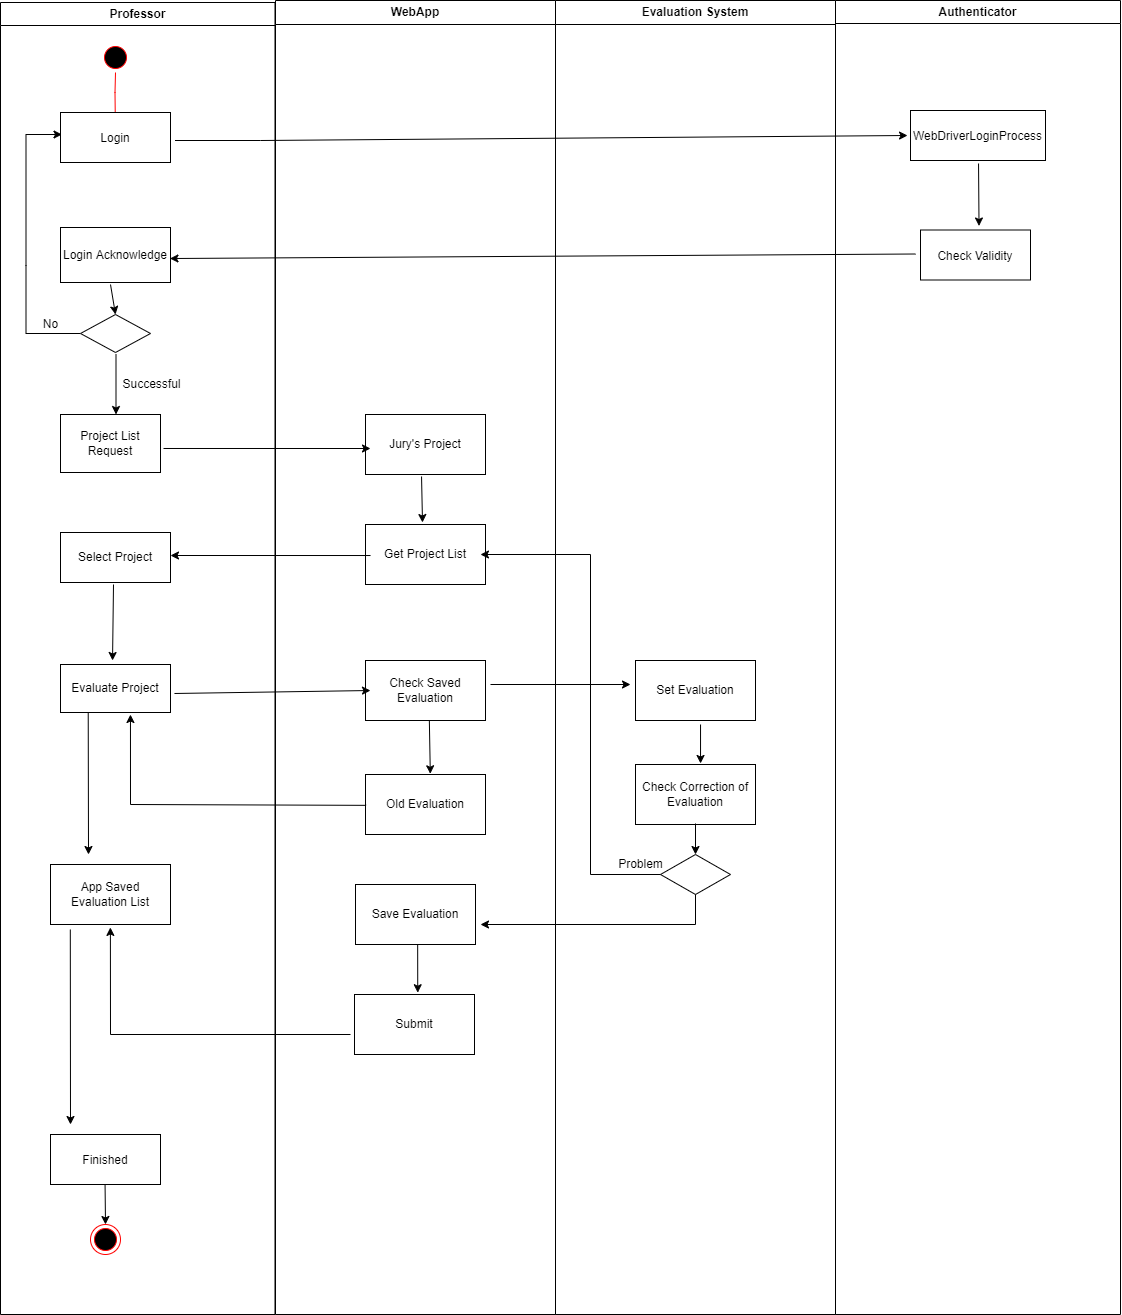 Professor
WebApp
Evaluation System
Authenticator
Login
WebDriverLoginProcess
Login Acknowledge
Check Validity
No
Successful
Project List
Request
Jury's Project
Select Project
Get Project List
Evaluate Project
Check Saved
Evaluation
Set Evaluation
Old Evaluation
Check Correction of
Evaluation
Problem
App Saved
Evaluation List
Save Evaluation
Submit
Finished